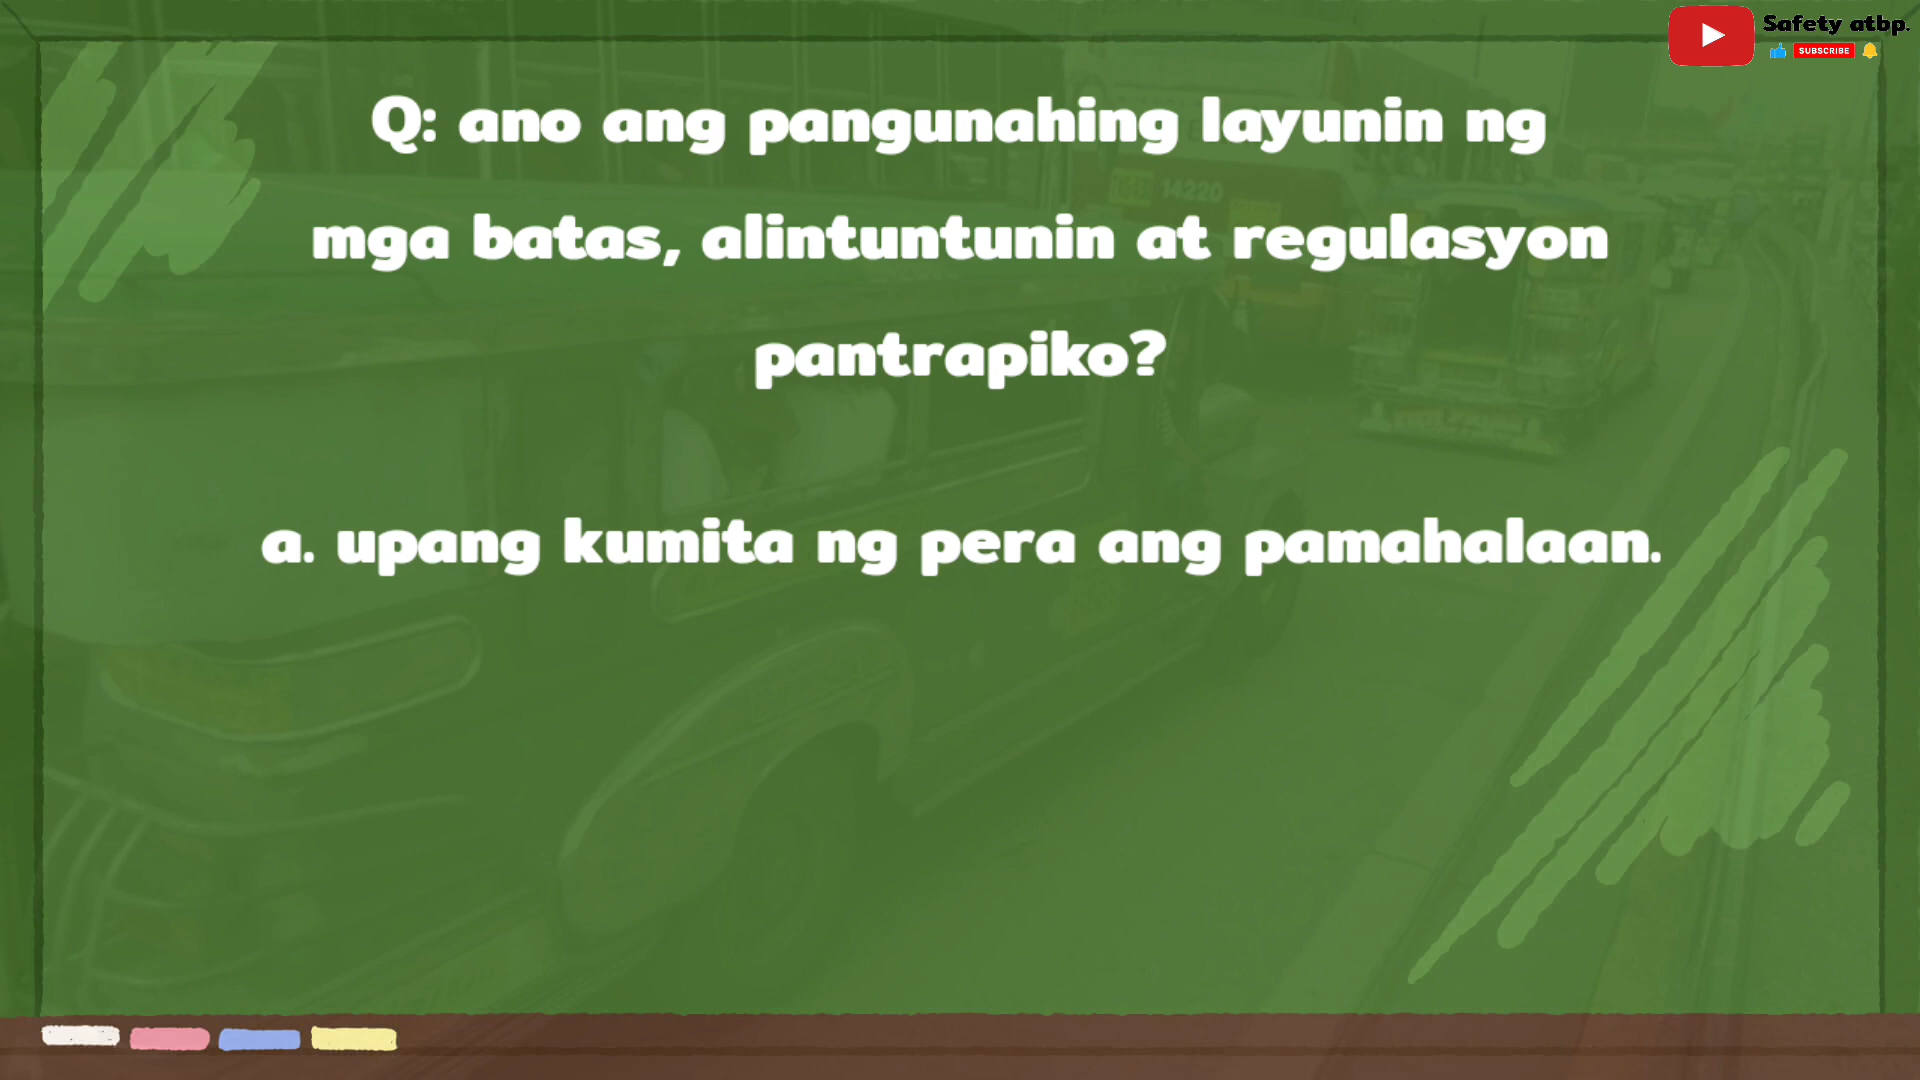 Safety atbp.
SUBSCRIBE
Q: ano ang pangunahing layunin ng
mga batas, alintuntunin at regulasyon
pantrapiko?
14220
a. upang kumita ng pera ang pamahalaan.